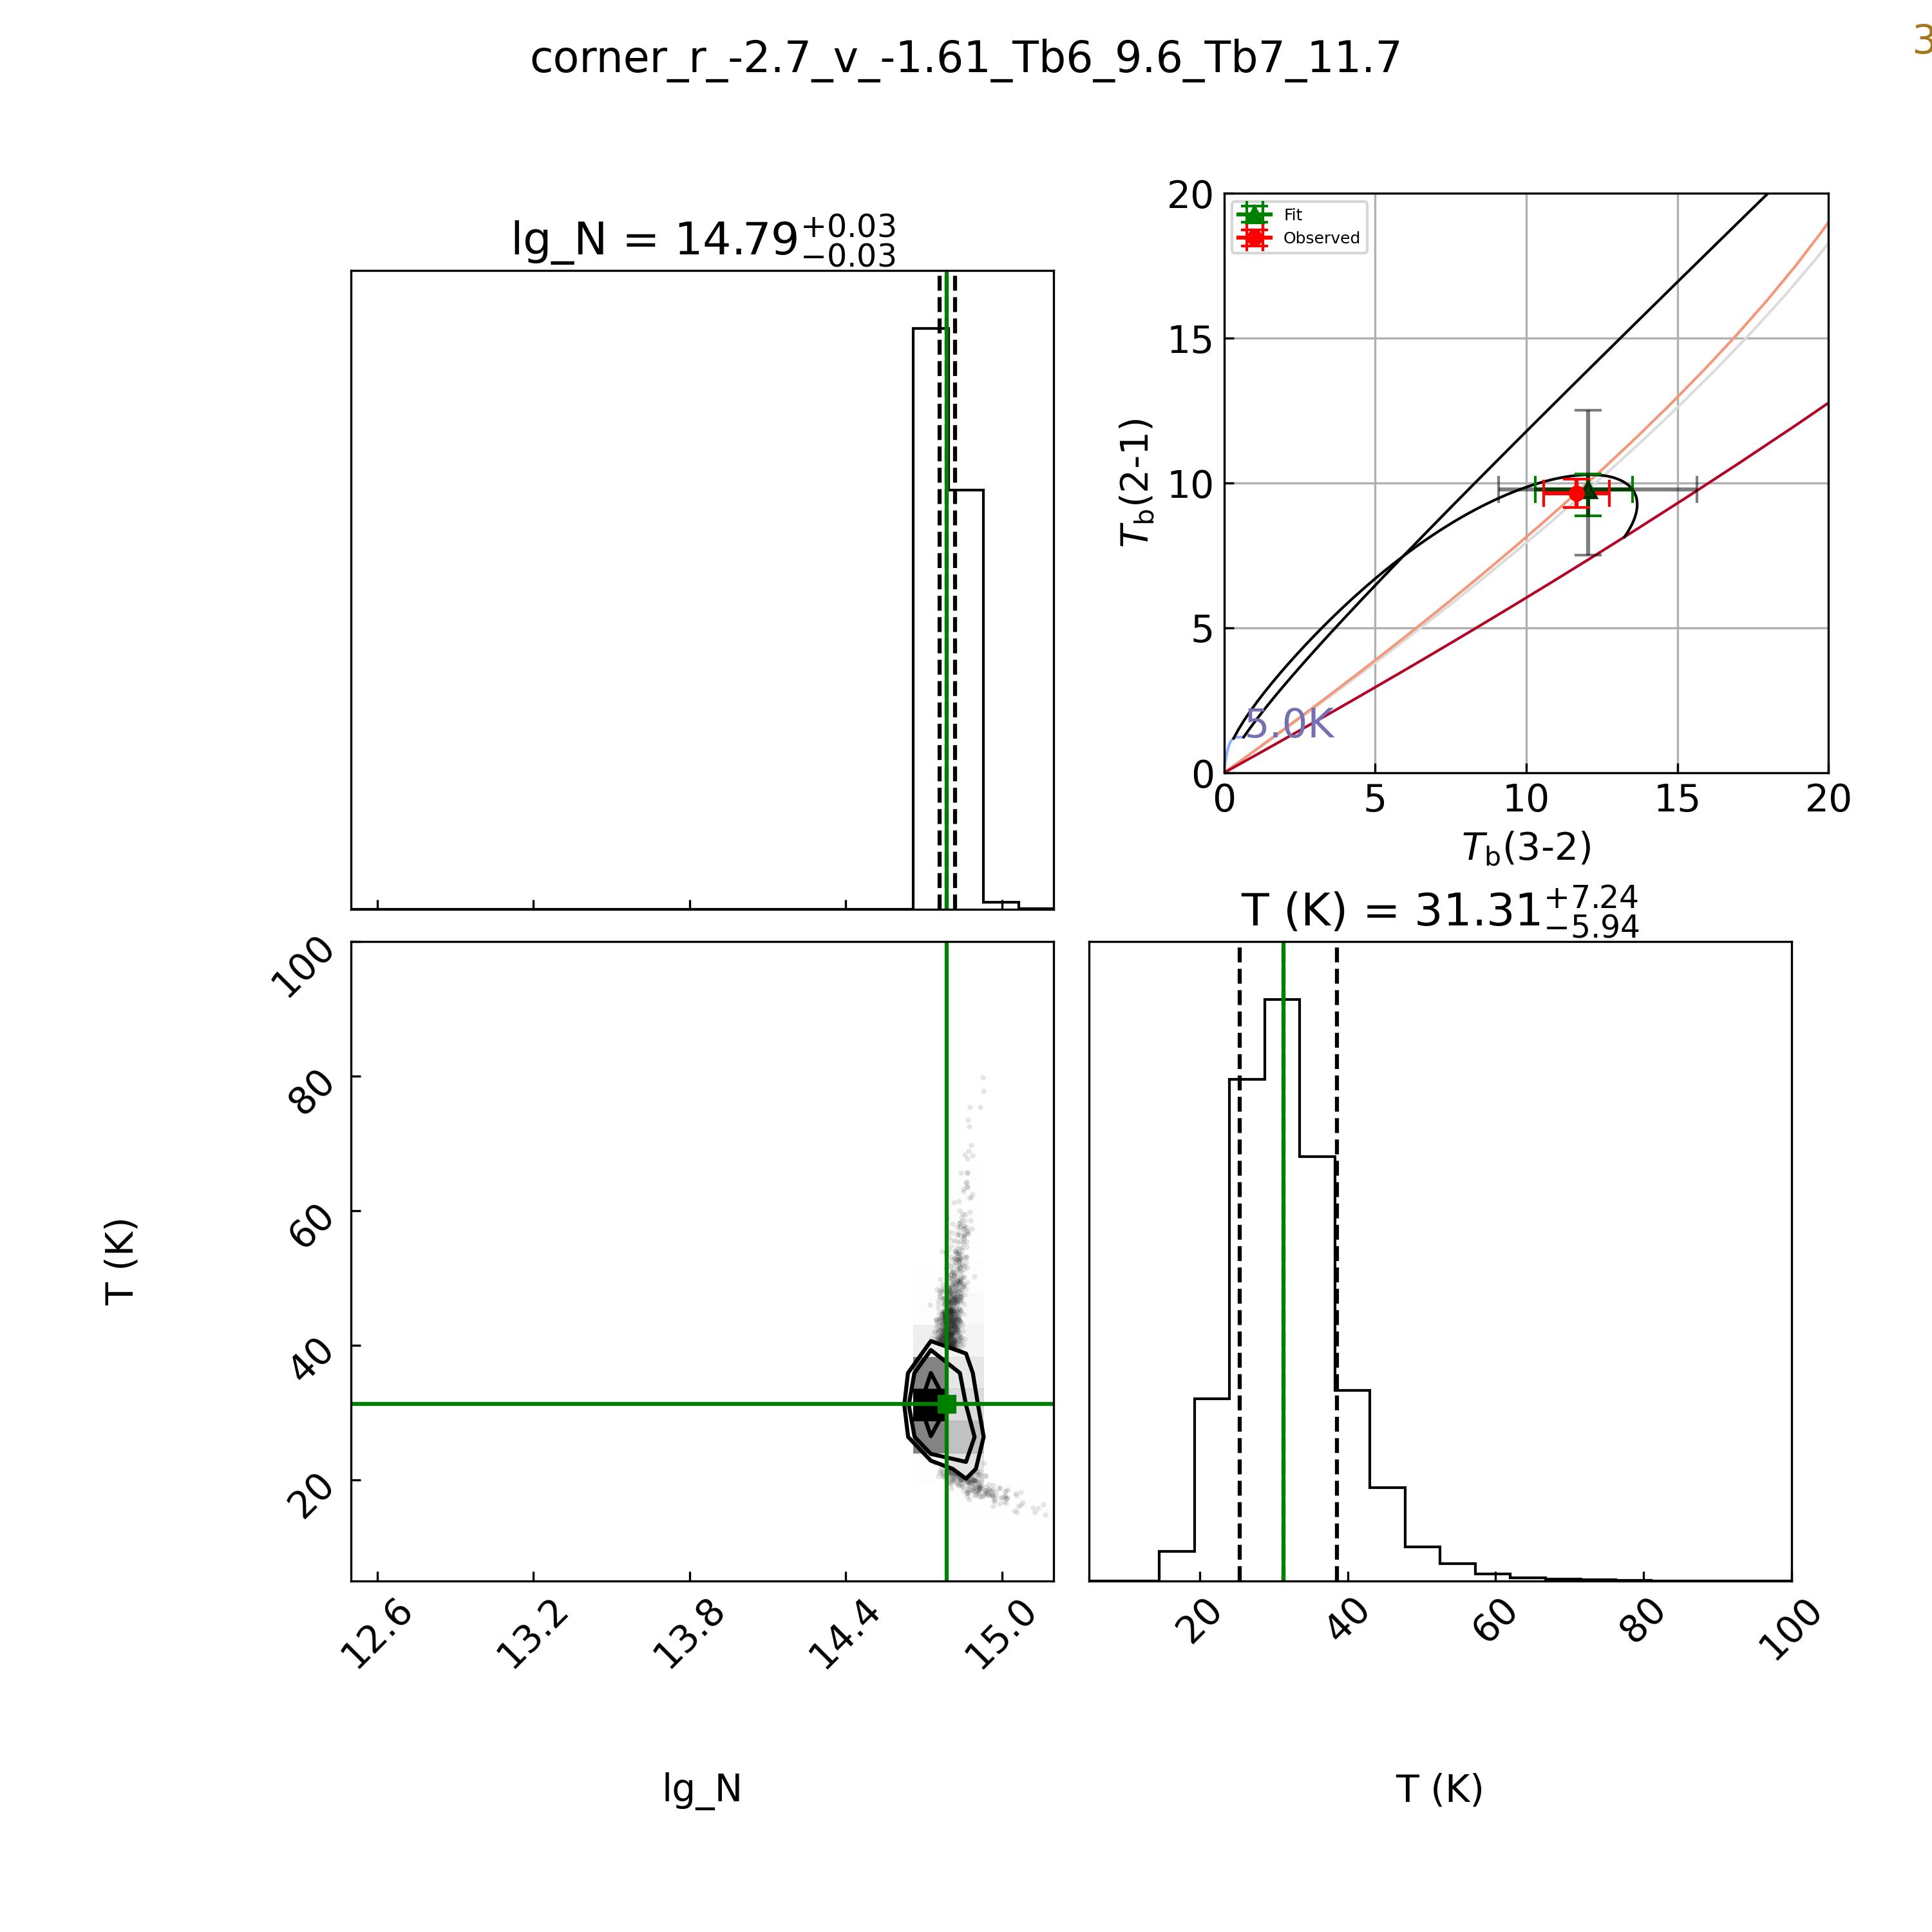 corner_r_-2.7_v_-1.61_Tb6_9.6_Tb7_11.7
3
lg_N = 14.79 +0.03 −0.03
Fit
Observed
20
15
10
5
0
T_b(2-1)
5.0K
0 5 10 15 20
T_b(3-2)
T (K) = 31.31 +7.24 −5.94
100
80
60
40
20
T (K)
12.6 13.2 13.8 14.4 15.0
20 40 60 80 100
lg_N
T (K)